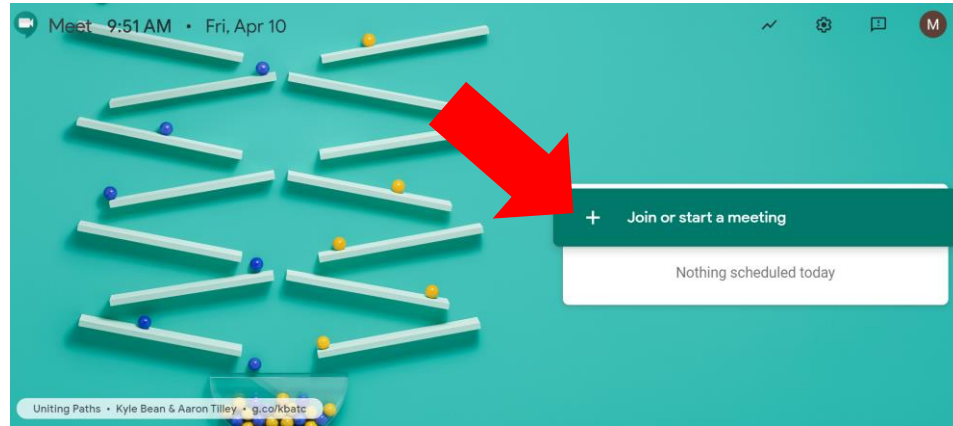 Meet 9:51 AM • Fri, Apr 10
M
+ Join or start a meeting
Nothing scheduled today
Uniting Paths • Kyle Bean & Aaron Tilley • g.co/kbatc